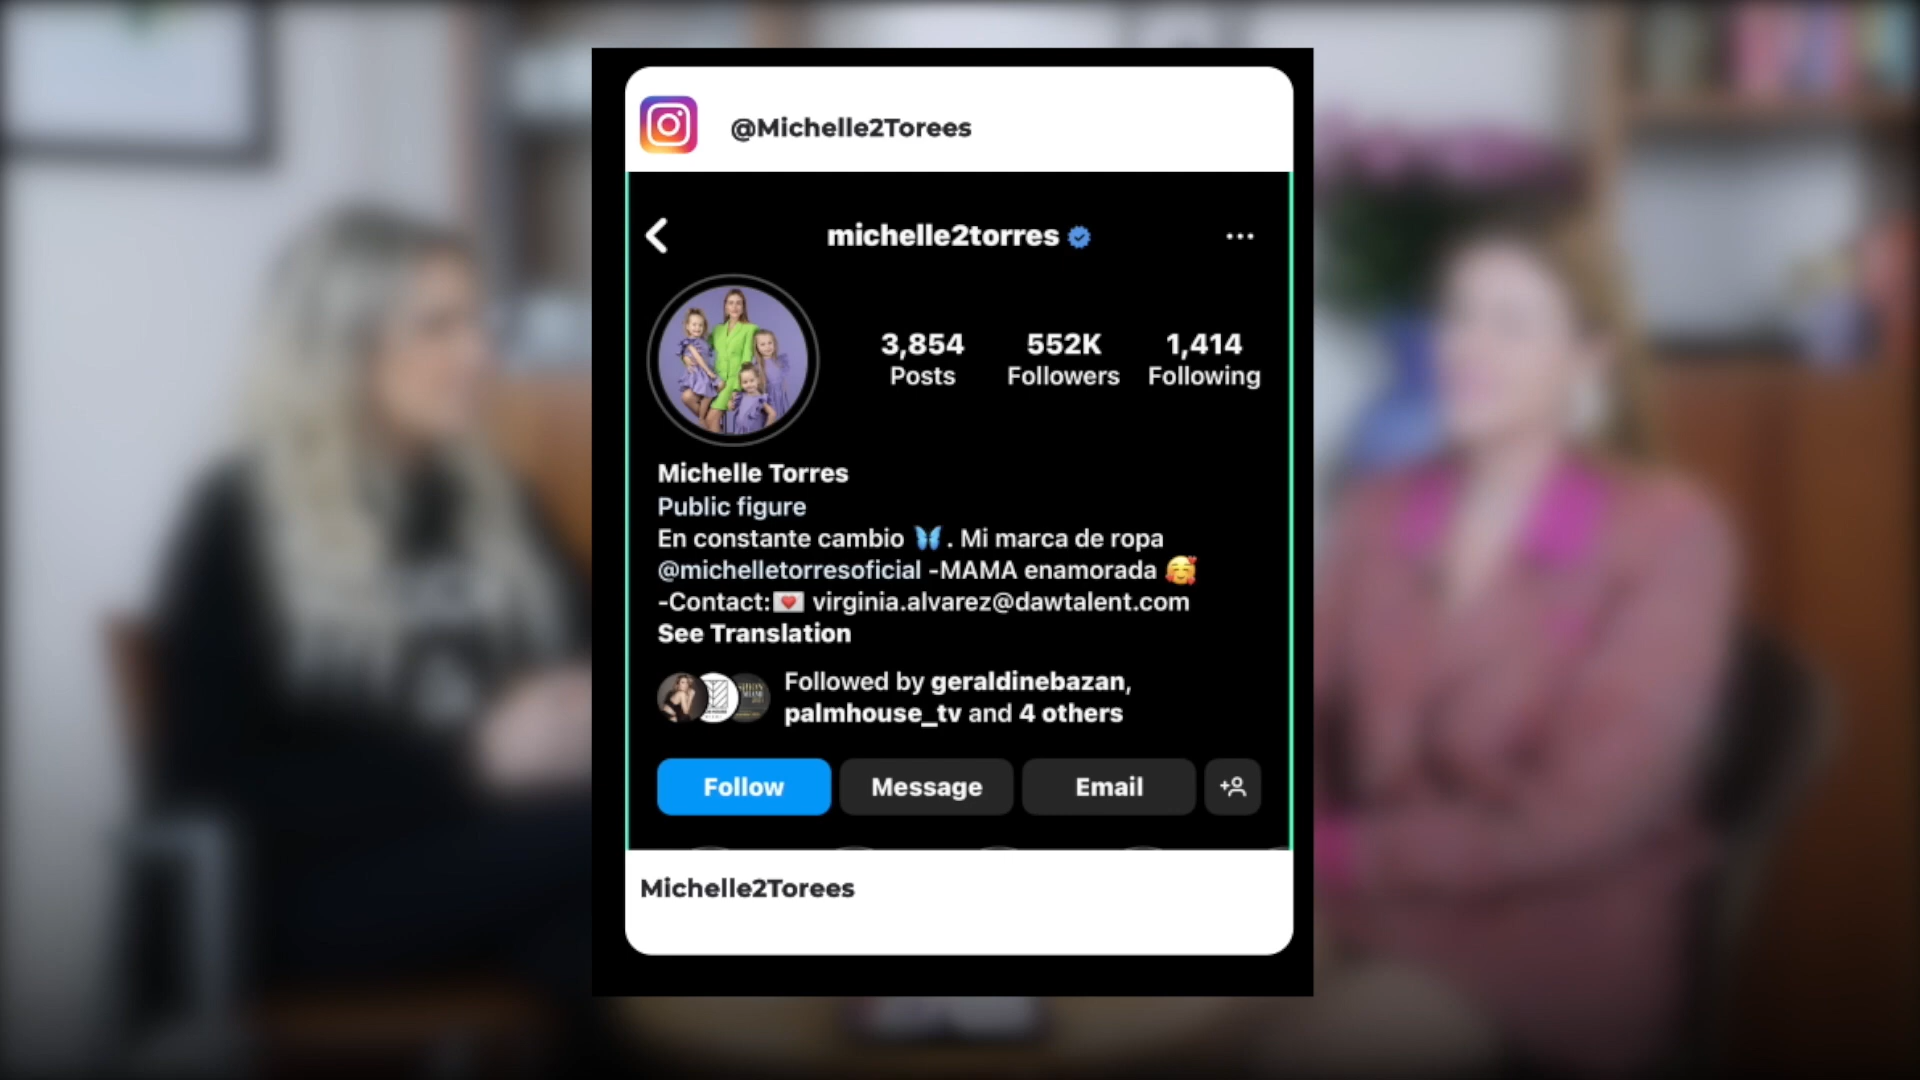 @Michelle2Torees
michelle2torres
3,854 552K 1,414
Posts Followers Following
Michelle Torres
Public figure
En constante cambio 🦋. Mi marca de ropa
@michelletorresoficial -MAMA enamorada 🥰
-Contact:💌 virginia.alvarez@dawtalent.com
See Translation
Followed by geraldinebazan,
palmhouse_tv and 4 others
Follow Message Email
Michelle2Torees